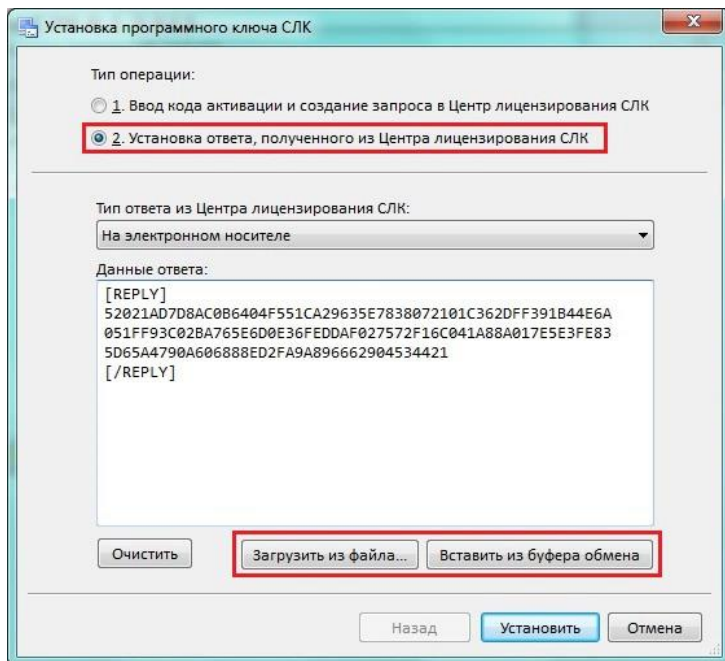 Установка программного ключа СЛК
Тип операции:
1. Ввод кода активации и создание запроса в Центр лицензирования СЛК
2. Установка ответа, полученного из Центра лицензирования СЛК
Тип ответа из Центра лицензирования СЛК:
На электронном носителе
Данные ответа:
[REPLY]
52021AD7D8AC0B6404F551CA29635E7838072101C362DFF391B44E6A
051FF93C02BA765E6D0E36FEDDAF027572F16C041A88A017E5E3FE83
5D65A4790A606888ED2FA9A896662904534421
[/REPLY]
Очистить Загрузить из файла... Вставить из буфера обмена
Назад Установить Отмена